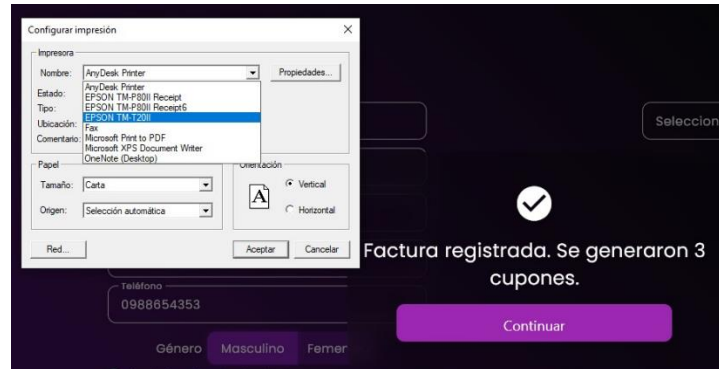 Configurar impresión
Impresora
Nombre: AnyDesk Printer Propiedades...
AnyDesk Printer
Estado: EPSON TM-P80II Receipt
EPSON TM-P80II Receipt6
Tipo: EPSON TM-T20II
Ubicación: Fax
Microsoft Print to PDF
Comentario: Microsoft XPS Document Writer
OneNote (Desktop)
Papel Orientación
Tamaño: Carta Vertical
A
Origen: Selección automática Horizontal
Red... Aceptar Cancelar
Seleccion
Factura registrada. Se generaron 3
cupones.
Continuar
Teléfono
0988654353
Género Masculino Femen